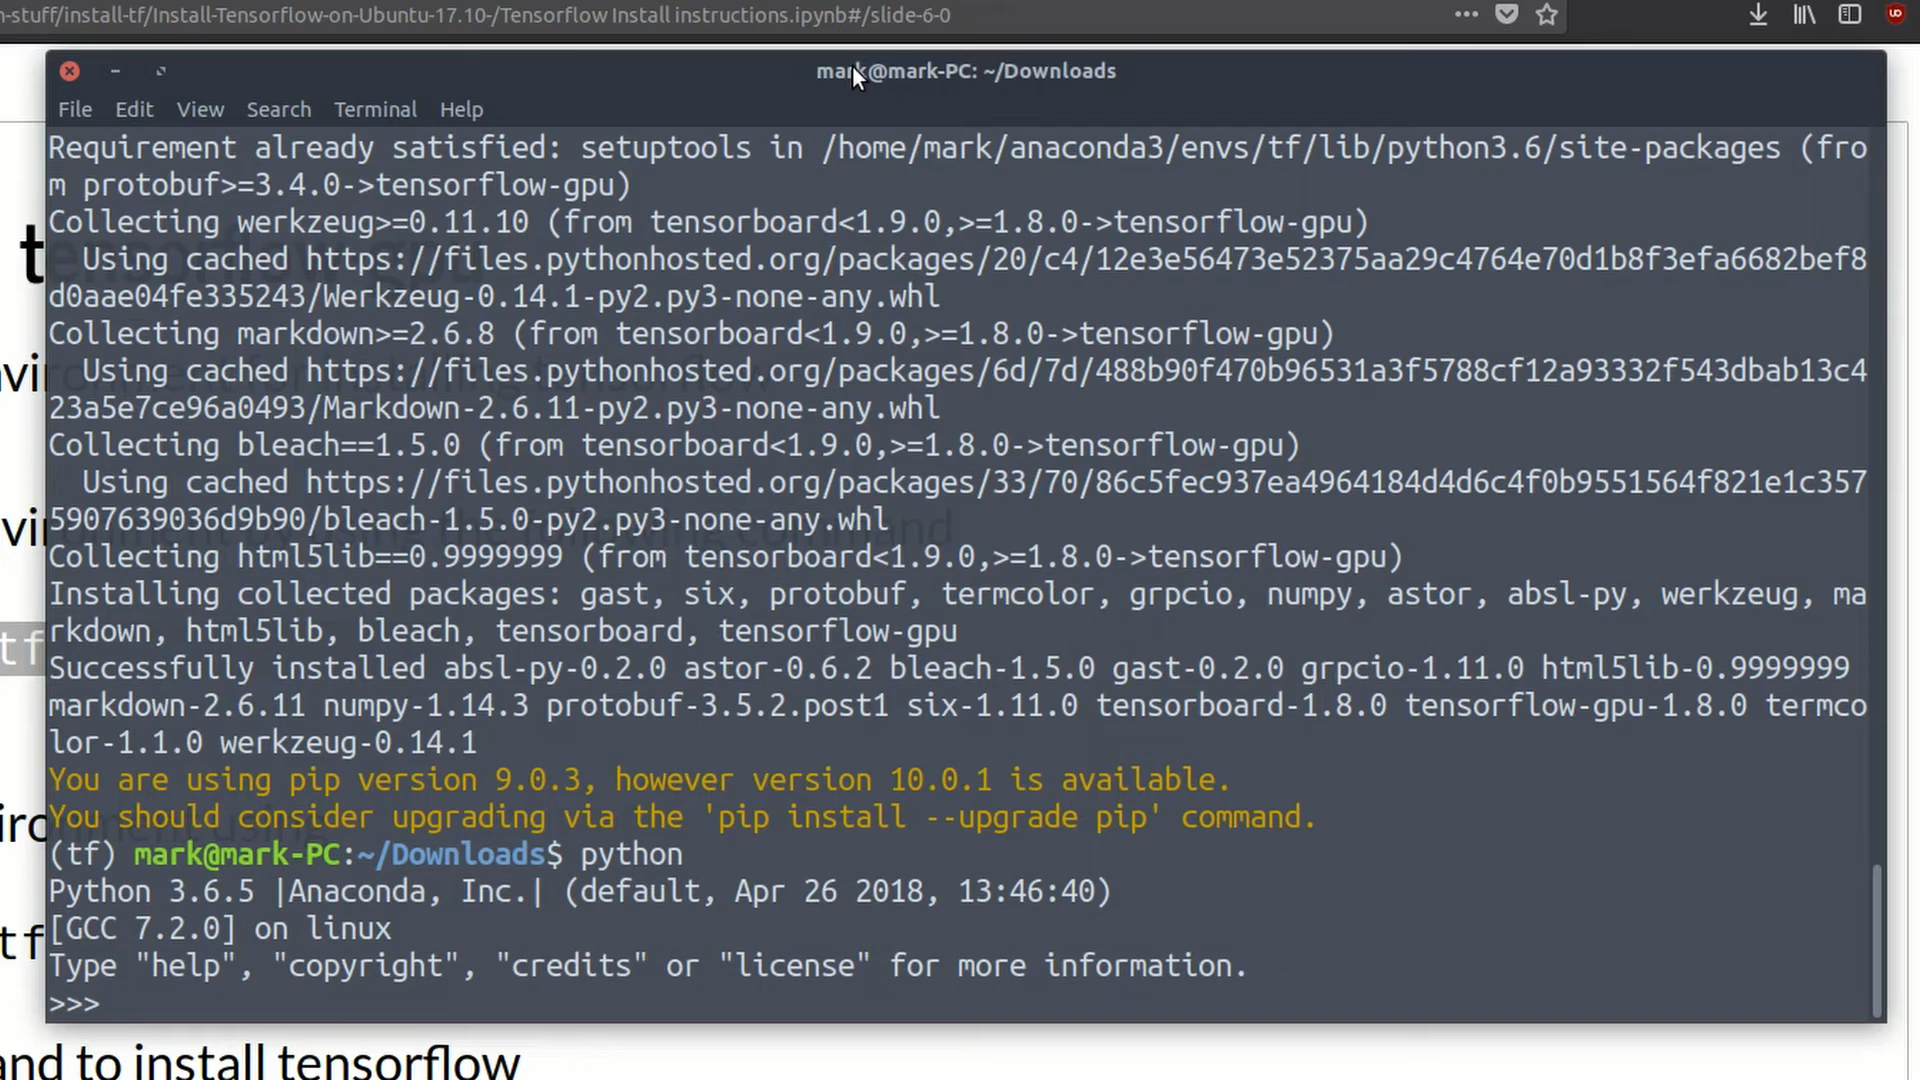 n-stuff/install-tf/Install-Tensorflow-on-Ubuntu-17.10-/Tensorflow Install instructions.ipynb#/slide-6-0
mark@mark-PC: ~/Downloads
File Edit View Search Terminal Help
Requirement already satisfied: setuptools in /home/mark/anaconda3/envs/tf/lib/python3.6/site-packages (fro
m protobuf>=3.4.0->tensorflow-gpu)
Collecting werkzeug>=0.11.10 (from tensorboard<1.9.0,>=1.8.0->tensorflow-gpu)
Using cached https://files.pythonhosted.org/packages/20/c4/12e3e56473e52375aa29c4764e70d1b8f3efa6682bef8
d0aae04fe335243/Werkzeug-0.14.1-py2.py3-none-any.whl
Collecting markdown>=2.6.8 (from tensorboard<1.9.0,>=1.8.0->tensorflow-gpu)
Using cached https://files.pythonhosted.org/packages/6d/7d/488b90f470b96531a3f5788cf12a93332f543dbab13c4
23a5e7ce96a0493/Markdown-2.6.11-py2.py3-none-any.whl
Collecting bleach==1.5.0 (from tensorboard<1.9.0,>=1.8.0->tensorflow-gpu)
Using cached https://files.pythonhosted.org/packages/33/70/86c5fec937ea4964184d4d6c4f0b9551564f821e1c357
5907639036d9b90/bleach-1.5.0-py2.py3-none-any.whl
Collecting html5lib==0.9999999 (from tensorboard<1.9.0,>=1.8.0->tensorflow-gpu)
Installing collected packages: gast, six, protobuf, termcolor, grpcio, numpy, astor, absl-py, werkzeug, ma
rkdown, html5lib, bleach, tensorboard, tensorflow-gpu
Successfully installed absl-py-0.2.0 astor-0.6.2 bleach-1.5.0 gast-0.2.0 grpcio-1.11.0 html5lib-0.9999999
markdown-2.6.11 numpy-1.14.3 protobuf-3.5.2.post1 six-1.11.0 tensorboard-1.8.0 tensorflow-gpu-1.8.0 termco
lor-1.1.0 werkzeug-0.14.1
You are using pip version 9.0.3, however version 10.0.1 is available.
You should consider upgrading via the 'pip install --upgrade pip' command.
(tf) mark@mark-PC:~/Downloads$ python
Python 3.6.5 |Anaconda, Inc.| (default, Apr 26 2018, 13:46:40)
[GCC 7.2.0] on linux
Type "help", "copyright", "credits" or "license" for more information.
>>>
and to install tensorflow